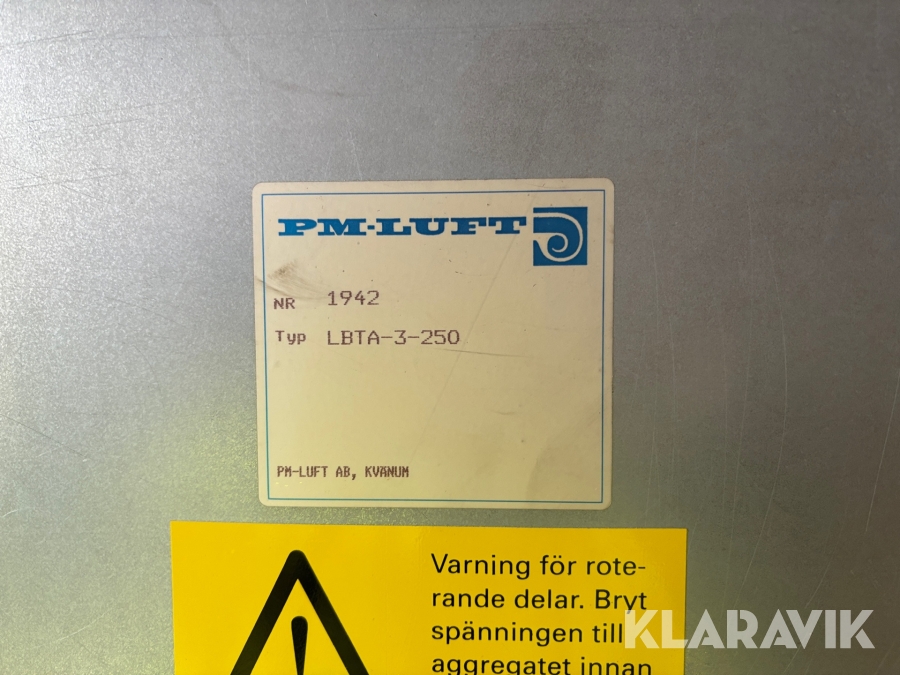 PM-LUFT
NR 1942
Typ LBTA-3-250
PM-LUFT AB, KVÄNUM
Varning för rote-
rande delar. Bryt
spänningen till
aggregatet innan
KLARAVIK